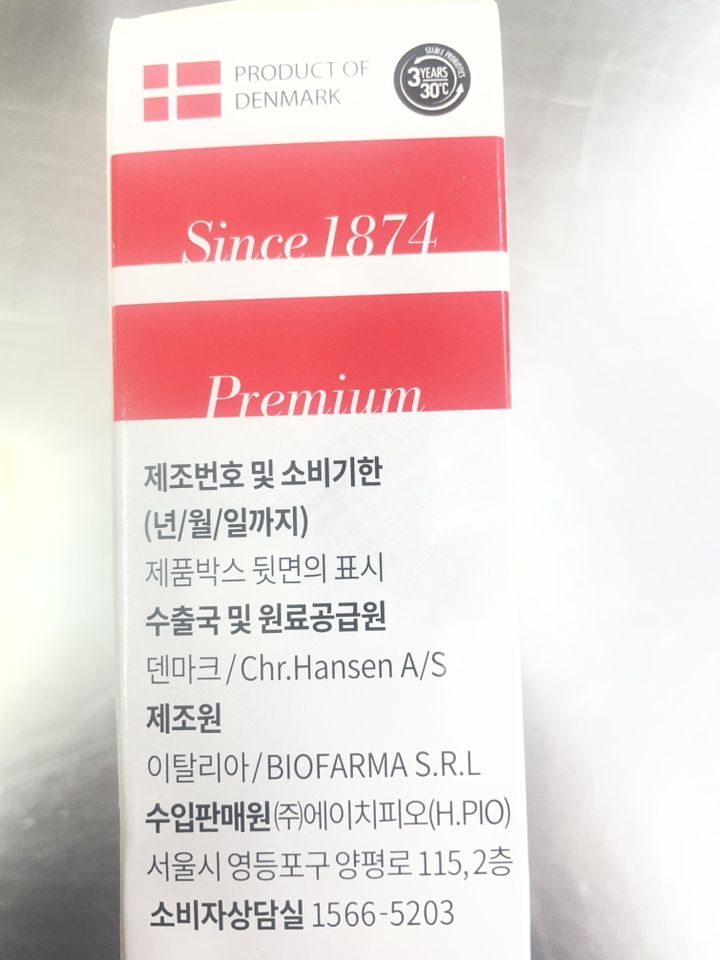 PRODUCT OF
DENMARK
STABLE PROBIOTICS
3 YEARS
30°C
Since 1874
Premium
제조번호 및 소비기한
(년/월/일까지)
제품박스 뒷면의 표시
수출국 및 원료공급원
덴마크/Chr.Hansen A/S
제조원
이탈리아/BIOFARMA S.R.L
수입판매원㈜에이치피오(H.PIO)
서울시 영등포구 양평로 115, 2층
소비자상담실 1566-5203